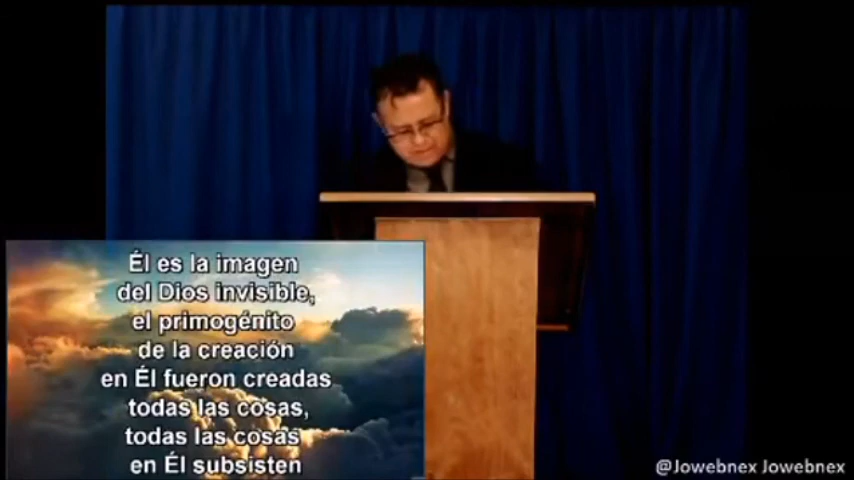 Él es la imagen
del Dios invisible,
el primogénito
de la creación
en Él fueron creadas
todas las cosas,
todas las cosas
en Él subsisten
@Jowebnex Jowebnex